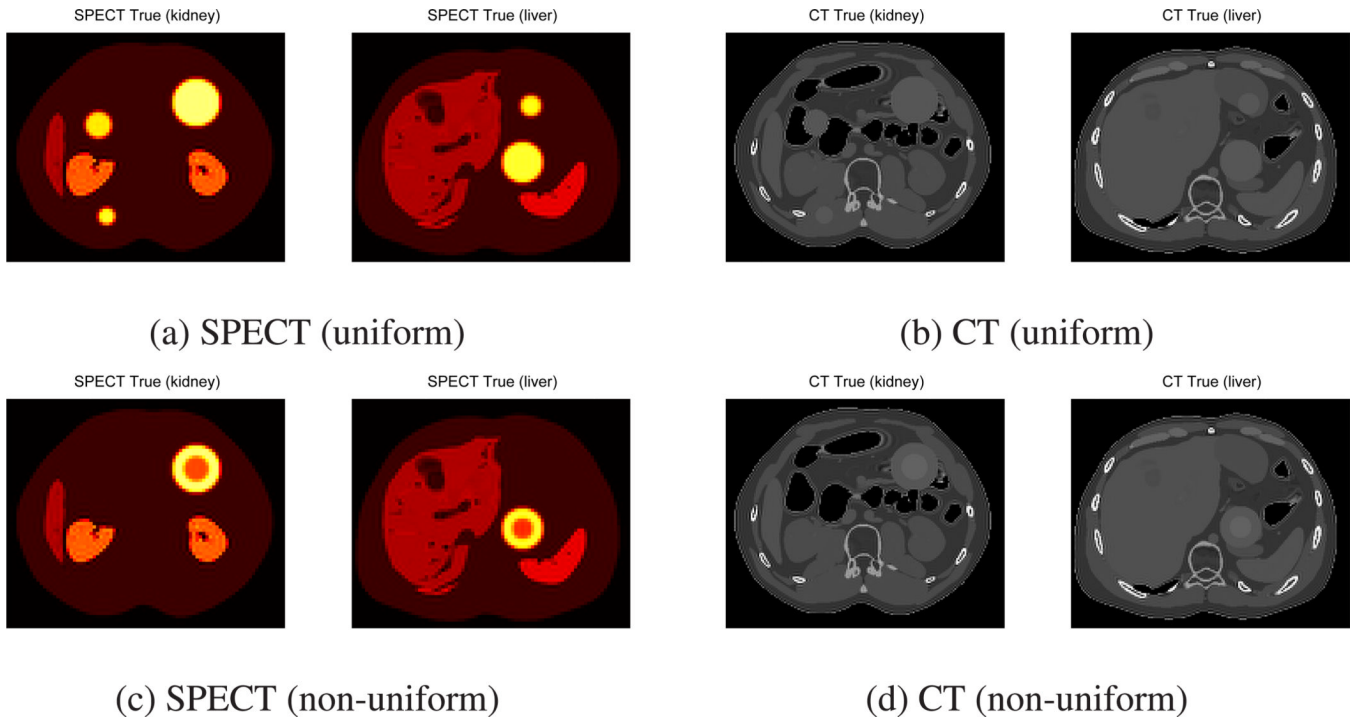 SPECT True (kidney)
SPECT True (liver)
CT True (kidney)
CT True (liver)
(a) SPECT (uniform)
(b) CT (uniform)
SPECT True (kidney)
SPECT True (liver)
CT True (kidney)
CT True (liver)
(c) SPECT (non-uniform)
(d) CT (non-uniform)